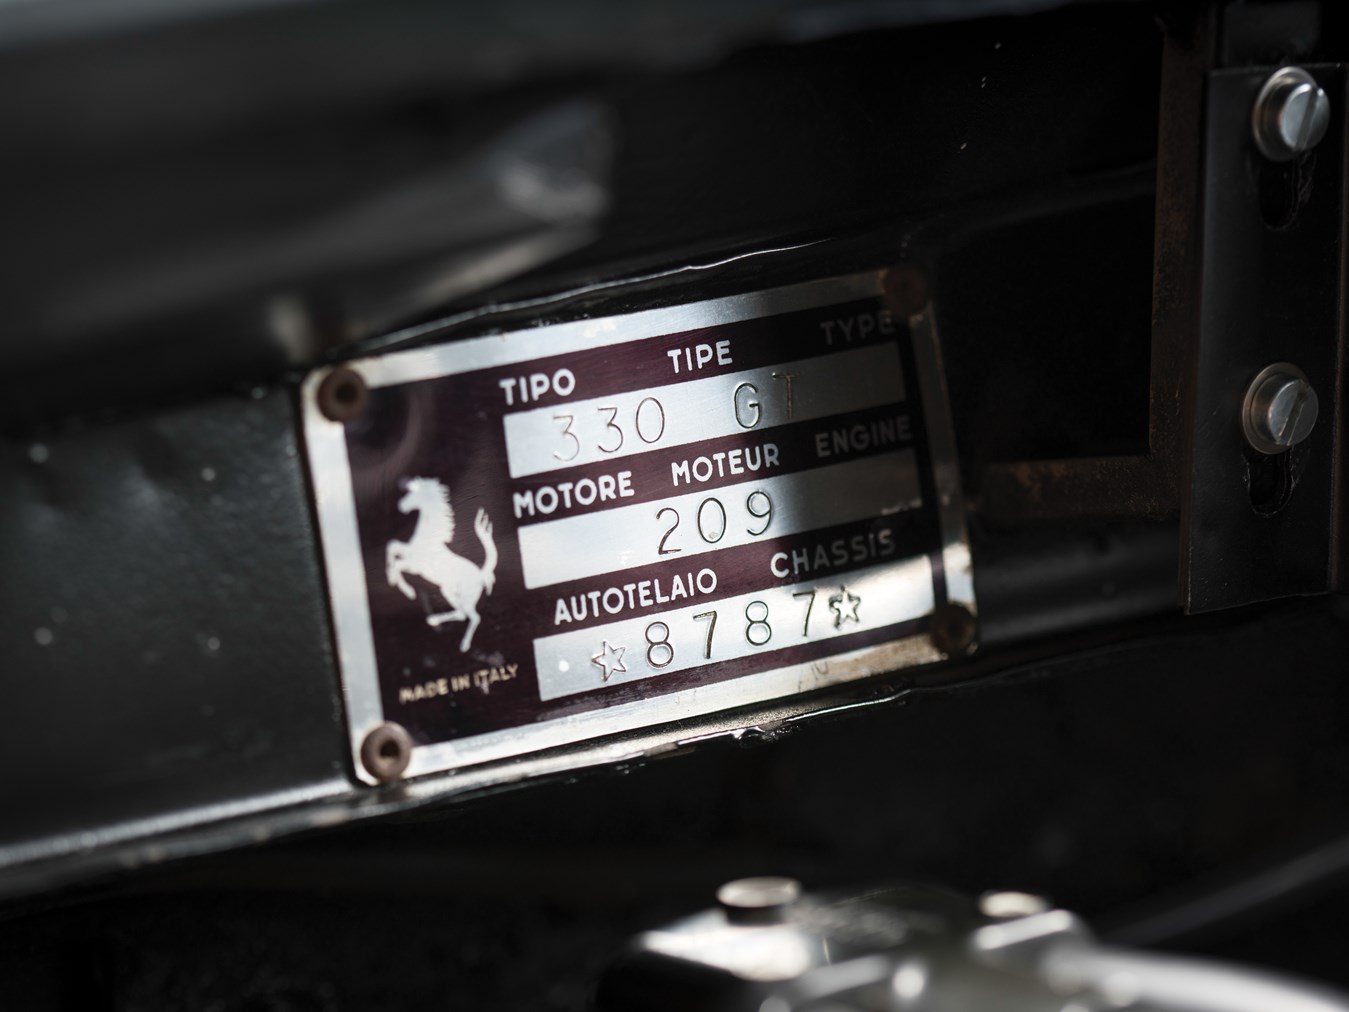 TIPO TIPE TYPE
330 GT
MOTORE MOTEUR ENGINE
209
AUTOTELAIO CHASSIS
☆8787☆
MADE IN ITALY